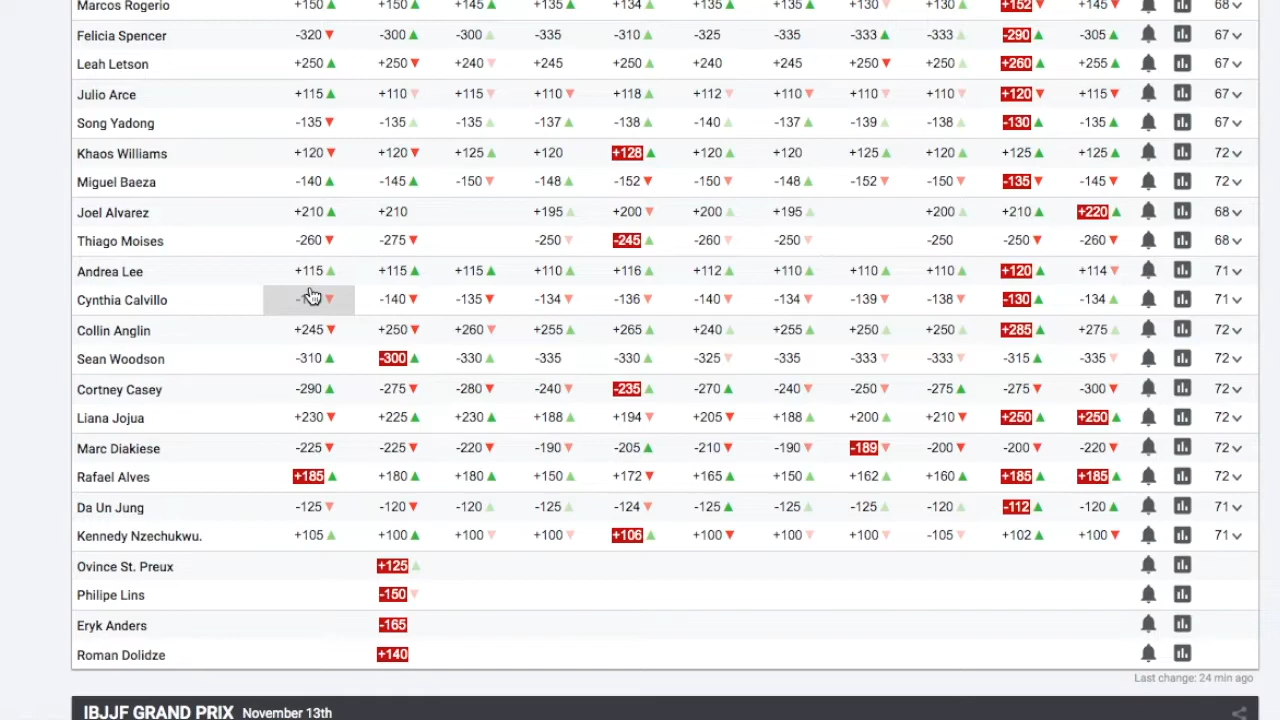 Marcos Rogerio +150 +150 +145 +135 +134 +135 +135 +130 +130 +152 +145 68
Felicia Spencer -320 -300 -300 -335 -310 -325 -335 -333 -333 -290 -305 67
Leah Letson +250 +250 +240 +245 +250 +240 +245 +250 +250 +260 +255 67
Julio Arce +115 +110 +115 +110 +118 +112 +110 +110 +110 +120 +115 67
Song Yadong -135 -135 -135 -137 -138 -140 -137 -139 -138 -130 -135 67
Khaos Williams +120 +120 +125 +120 +128 +120 +120 +125 +120 +125 +125 72
Miguel Baeza -140 -145 -150 -148 -152 -150 -148 -152 -150 -135 -145 72
Joel Alvarez +210 +210 +195 +200 +200 +195 +200 +210 +220 68
Thiago Moises -260 -275 -250 -245 -260 -250 -250 -250 -260 68
Andrea Lee +115 +115 +115 +110 +116 +112 +110 +110 +110 +120 +114 71
Cynthia Calvillo -140 -135 -134 -136 -140 -134 -139 -138 -130 -134 71
Collin Anglin +245 +250 +260 +255 +265 +240 +255 +250 +250 +285 +275 72
Sean Woodson -310 -300 -330 -335 -330 -325 -335 -333 -333 -315 -335 72
Cortney Casey -290 -275 -280 -240 -235 -270 -240 -250 -275 -275 -300 72
Liana Jojua +230 +225 +230 +188 +194 +205 +188 +200 +210 +250 +250 72
Marc Diakiese -225 -225 -220 -190 -205 -210 -190 -189 -200 -200 -220 72
Rafael Alves +185 +180 +180 +150 +172 +165 +150 +162 +160 +185 +185 72
Da Un Jung -125 -120 -120 -125 -124 -125 -125 -125 -120 -112 -120 71
Kennedy Nzechukwu. +105 +100 +100 +100 +106 +100 +100 +100 -105 +102 +100 71
Ovince St. Preux +125
Philipe Lins -150
Eryk Anders -165
Roman Dolidze +140
Last change: 24 min ago
IBJJF GRAND PRIX November 13th